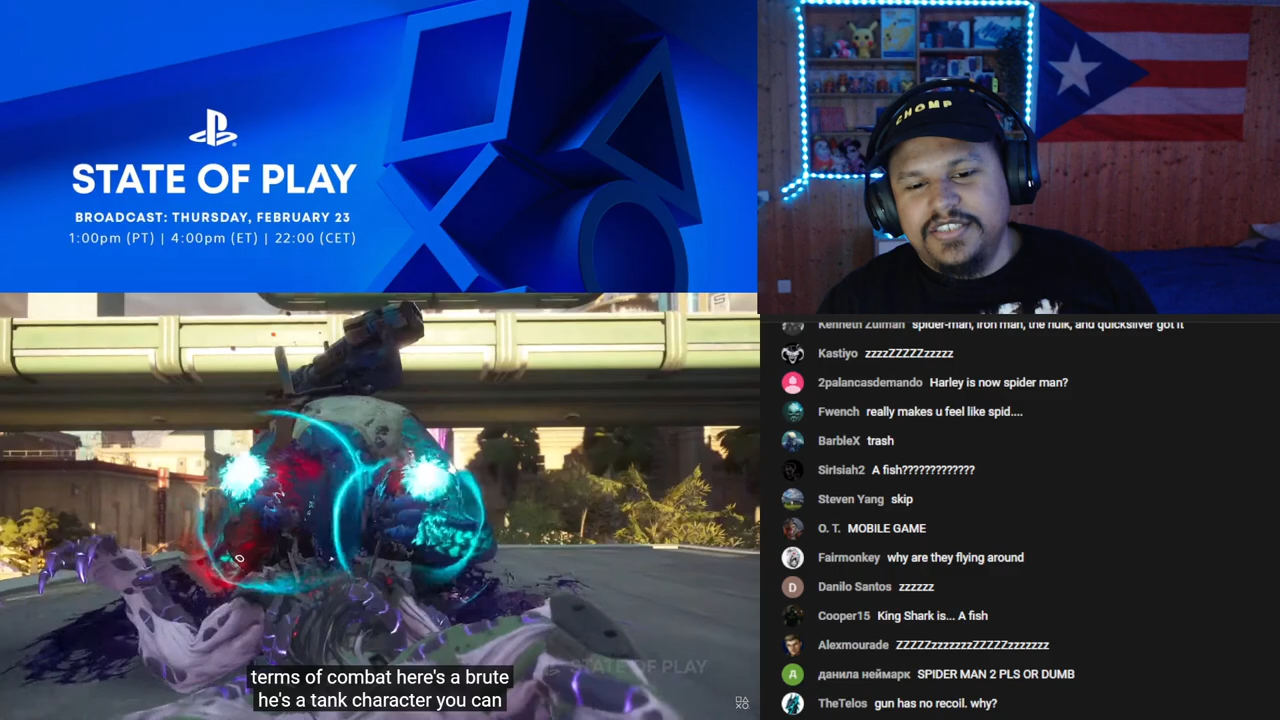 STATE OF PLAY
BROADCAST: THURSDAY, FEBRUARY 23
1:00pm (PT) | 4:00pm (ET) | 22:00 (CET)
CHOMP
Kenneth Zulman spider-man, iron man, the hulk, and quicksilver got it
Kastiyo zzzzZZZZZzzzzz
2palancasdemando Harley is now spider man?
Fwench really makes u feel like spid....
BarbleX trash
SirIsiah2 A fish?????????????
Steven Yang skip
O. T. MOBILE GAME
Fairmonkey why are they flying around
D Danilo Santos zzzzzz
Cooper15 King Shark is... A fish
Alexmourade ZZZZZzzzzzzzZZZZZzzzzzzz
Д данила неймарк SPIDER MAN 2 PLS OR DUMB
TheTelos gun has no recoil. why?
STATE OF PLAY
terms of combat here's a brute
he's a tank character you can